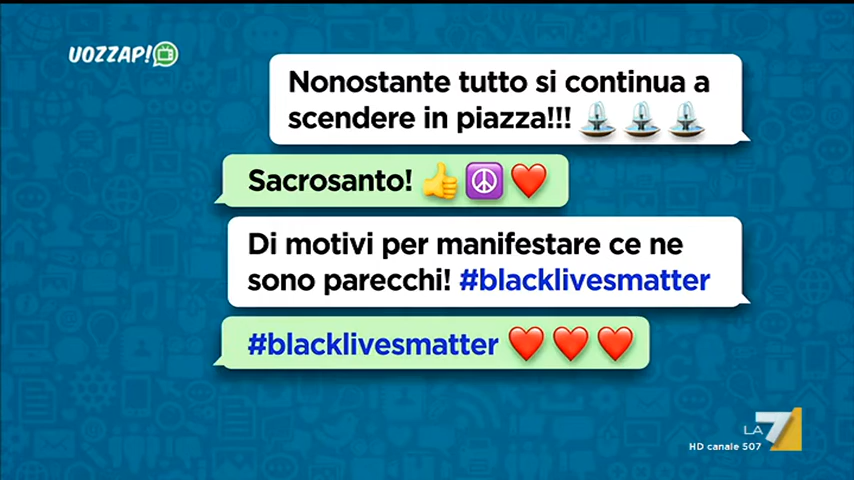 UOZZAP!
Nonostante tutto si continua a
scendere in piazza!!! ⛲⛲⛲
Sacrosanto! 👍☮️❤️
Di motivi per manifestare ce ne
sono parecchi! #blacklivesmatter
#blacklivesmatter ❤️❤️❤️
LA7
HD canale 507